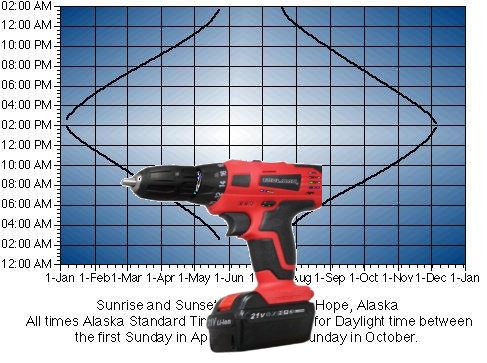 02:00 AM
12:00 AM
10:00 PM
08:00 PM
06:00 PM
04:00 PM
02:00 PM
12:00 PM
10:00 AM
08:00 AM
06:00 AM
04:00 AM
02:00 AM
12:00 AM
1-Jan 1-Feb 1-Mar 1-Apr 1-May 1-Jun 1-Aug 1-Sep 1-Oct 1-Nov 1-Dec 1-Jan
Sunrise and Sunset Hope, Alaska
All times Alaska Standard for Daylight time between
the first Sunday in in October.
Li-ion 21V